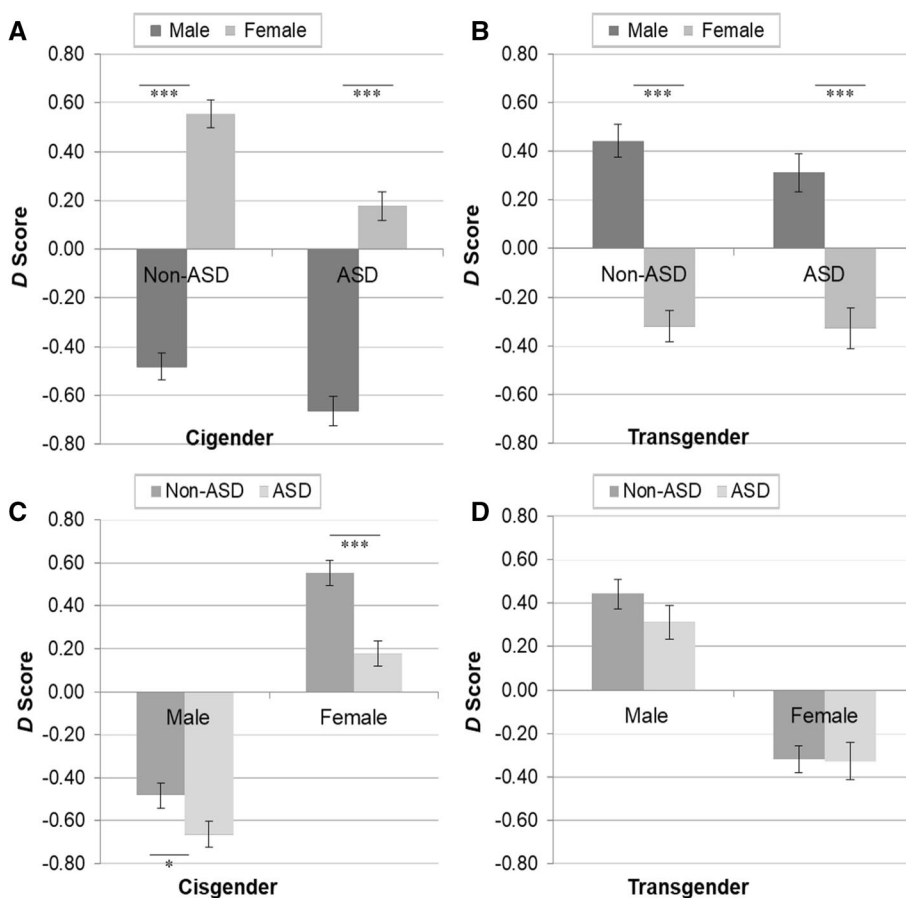 A
Male Female
0.80
0.60
0.40
0.20
0.00
-0.20
-0.40
-0.60
-0.80
D Score
***
***
Non-ASD ASD
Cigender
B
Male Female
0.80
0.60
0.40
0.20
0.00
-0.20
-0.40
-0.60
-0.80
D Score
***
***
Non-ASD ASD
Transgender
C
Non-ASD ASD
0.80
0.60
0.40
0.20
0.00
-0.20
-0.40
-0.60
-0.80
D Score
***
Male Female
*
Cisgender
D
Non-ASD ASD
0.80
0.60
0.40
0.20
0.00
-0.20
-0.40
-0.60
-0.80
D Score
Male Female
Transgender